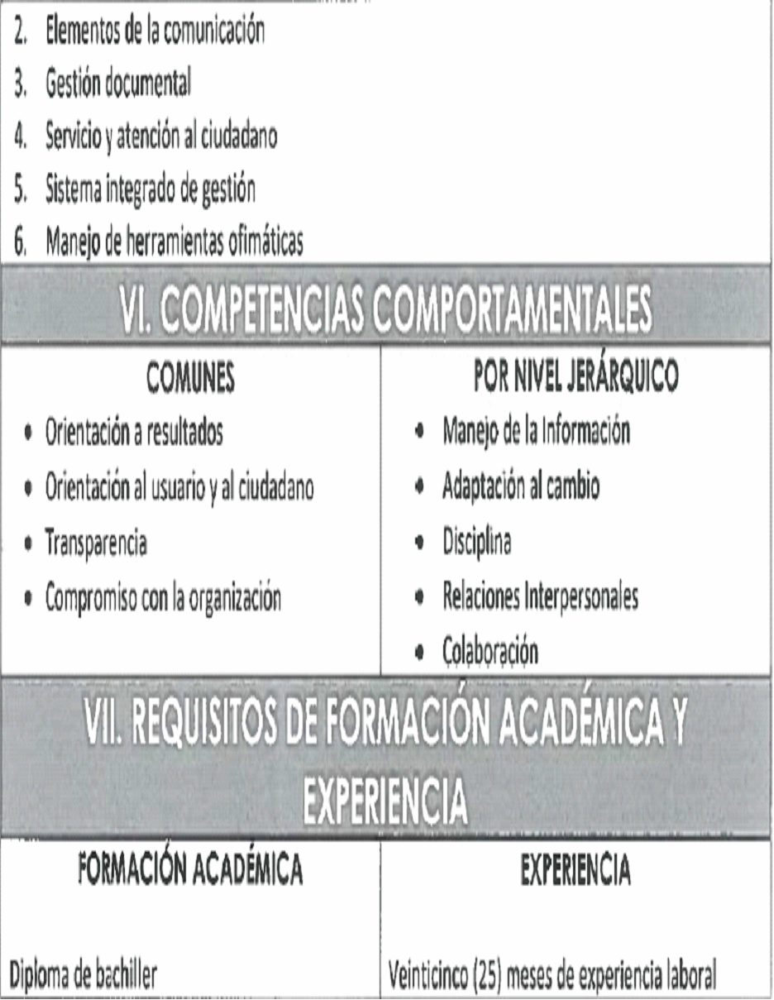 2. Elementos de la comunicación
3. Gestión documental
4. Servicio y atención al ciudadano
5. Sistema integrado de gestión
6. Manejo de herramientas ofimáticas
VI. COMPETENCIAS COMPORTAMENTALES
COMUNES
• Orientación a resultados
• Orientación al usuario y al ciudadano
• Transparencia
• Compromiso con la organización
POR NIVEL JERÁRQUICO
• Manejo de la Información
• Adaptación al cambio
• Disciplina
• Relaciones Interpersonales
• Colaboración
VII. REQUISITOS DE FORMACIÓN ACADÉMICA Y
EXPERIENCIA
FORMACIÓN ACADÉMICA
Diploma de bachiller
EXPERIENCIA
Veinticinco (25) meses de experiencia laboral